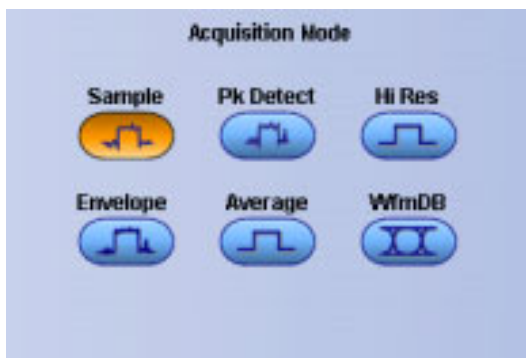 Acquisition Mode
Sample Pk Detect Hi Res
Envelope Average WfmDB